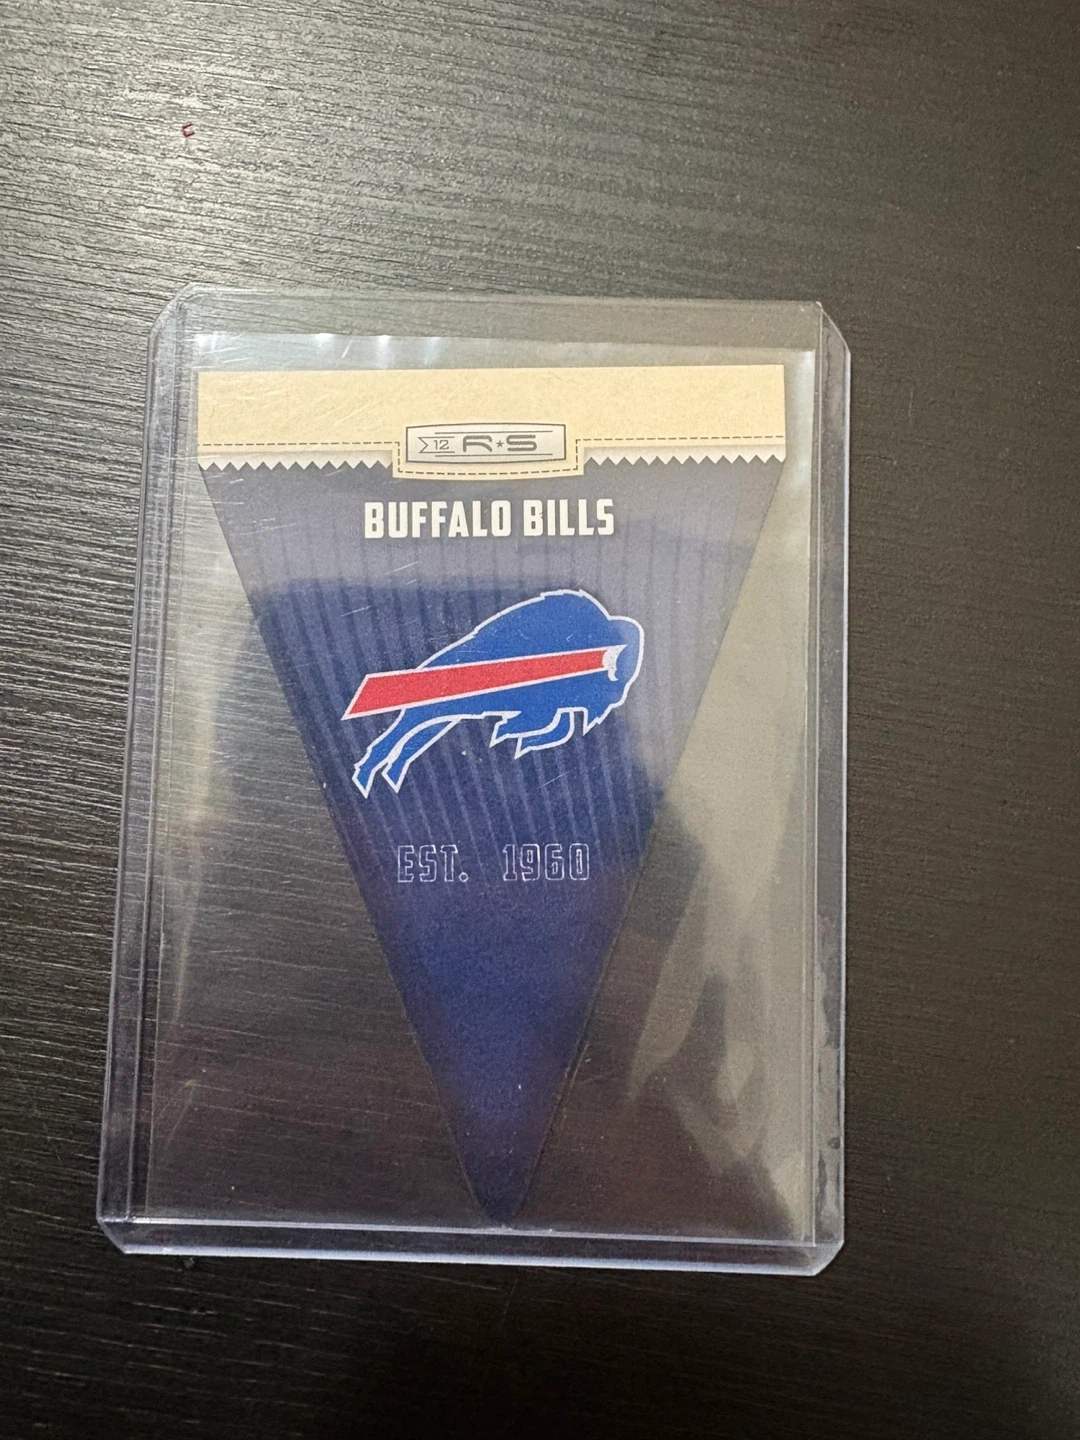 12 R★S
BUFFALO BILLS
EST. 1960